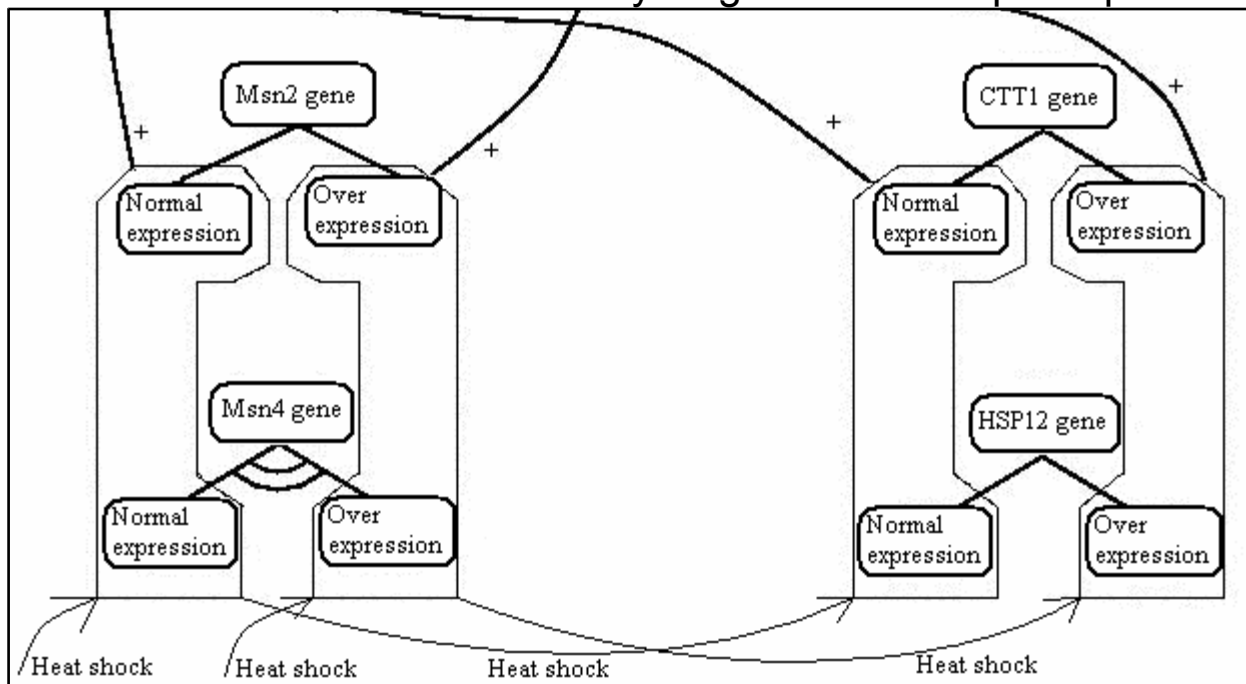 Msn2 gene
CTT1 gene
+
+
+
+
Normal
expression
Over
expression
Normal
expression
Over
expression
Msn4 gene
HSP12 gene
Normal
expression
Over
expression
Normal
expression
Over
expression
Heat shock
Heat shock
Heat shock
Heat shock